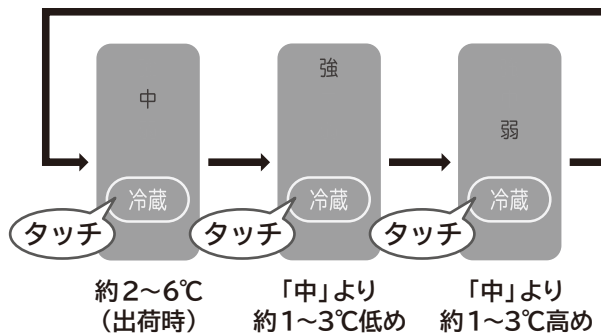 中
冷蔵
タッチ
約2～6℃
（出荷時）
強
冷蔵
タッチ
「中」より
約1～3℃低め
弱
冷蔵
タッチ
「中」より
約1～3℃高め